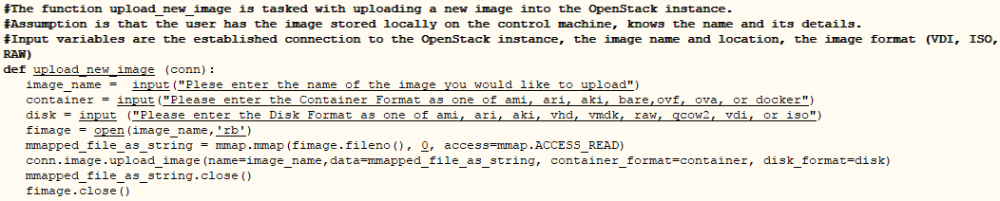 #The function upload_new_image is tasked with uploading a new image into the OpenStack instance.
#Assumption is that the user has the image stored locally on the control machine, knows the name and its details.
#Input variables are the established connection to the OpenStack instance, the image name and location, the image format (VDI, ISO,
RAW)
def upload_new_image (conn):
   image_name =  input("Plese enter the name of the image you would like to upload")
   container = input("Please enter the Container Format as one of ami, ari, aki, bare,ovf, ova, or docker")
   disk = input ("Please enter the Disk Format as one of ami, ari, aki, vhd, vmdk, raw, qcow2, vdi, or iso")
   fimage = open(image_name,'rb')
   mmapped_file_as_string = mmap.mmap(fimage.fileno(), 0, access=mmap.ACCESS_READ)
   conn.image.upload_image(name=image_name,data=mmapped_file_as_string, container_format=container, disk_format=disk)
   mmapped_file_as_string.close()
   fimage.close()